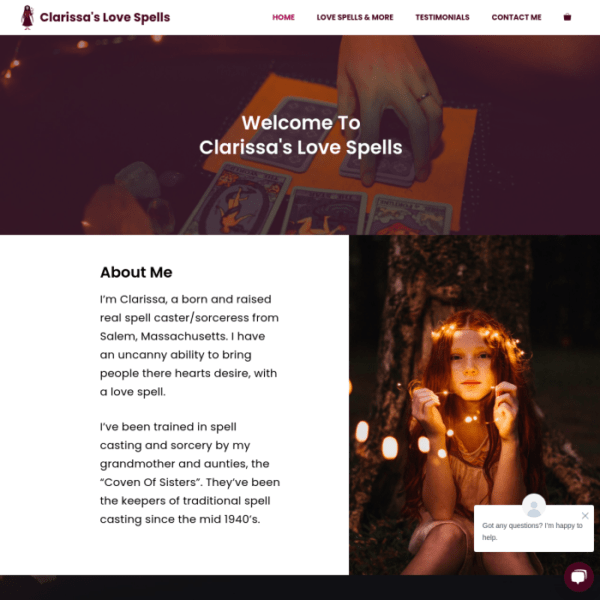 Clarissa's Love Spells
HOME
LOVE SPELLS & MORE
TESTIMONIALS
CONTACT ME
Welcome To
Clarissa's Love Spells
About Me
I'm Clarissa, a born and raised
real spell caster/sorceress from
Salem, Massachusetts. I have
an uncanny ability to bring
people there hearts desire, with
a love spell.
I've been trained in spell
casting and sorcery by my
grandmother and aunties, the
“Coven Of Sisters”. They've been
the keepers of traditional spell
casting since the mid 1940's.
Got any questions? I'm happy to
help.